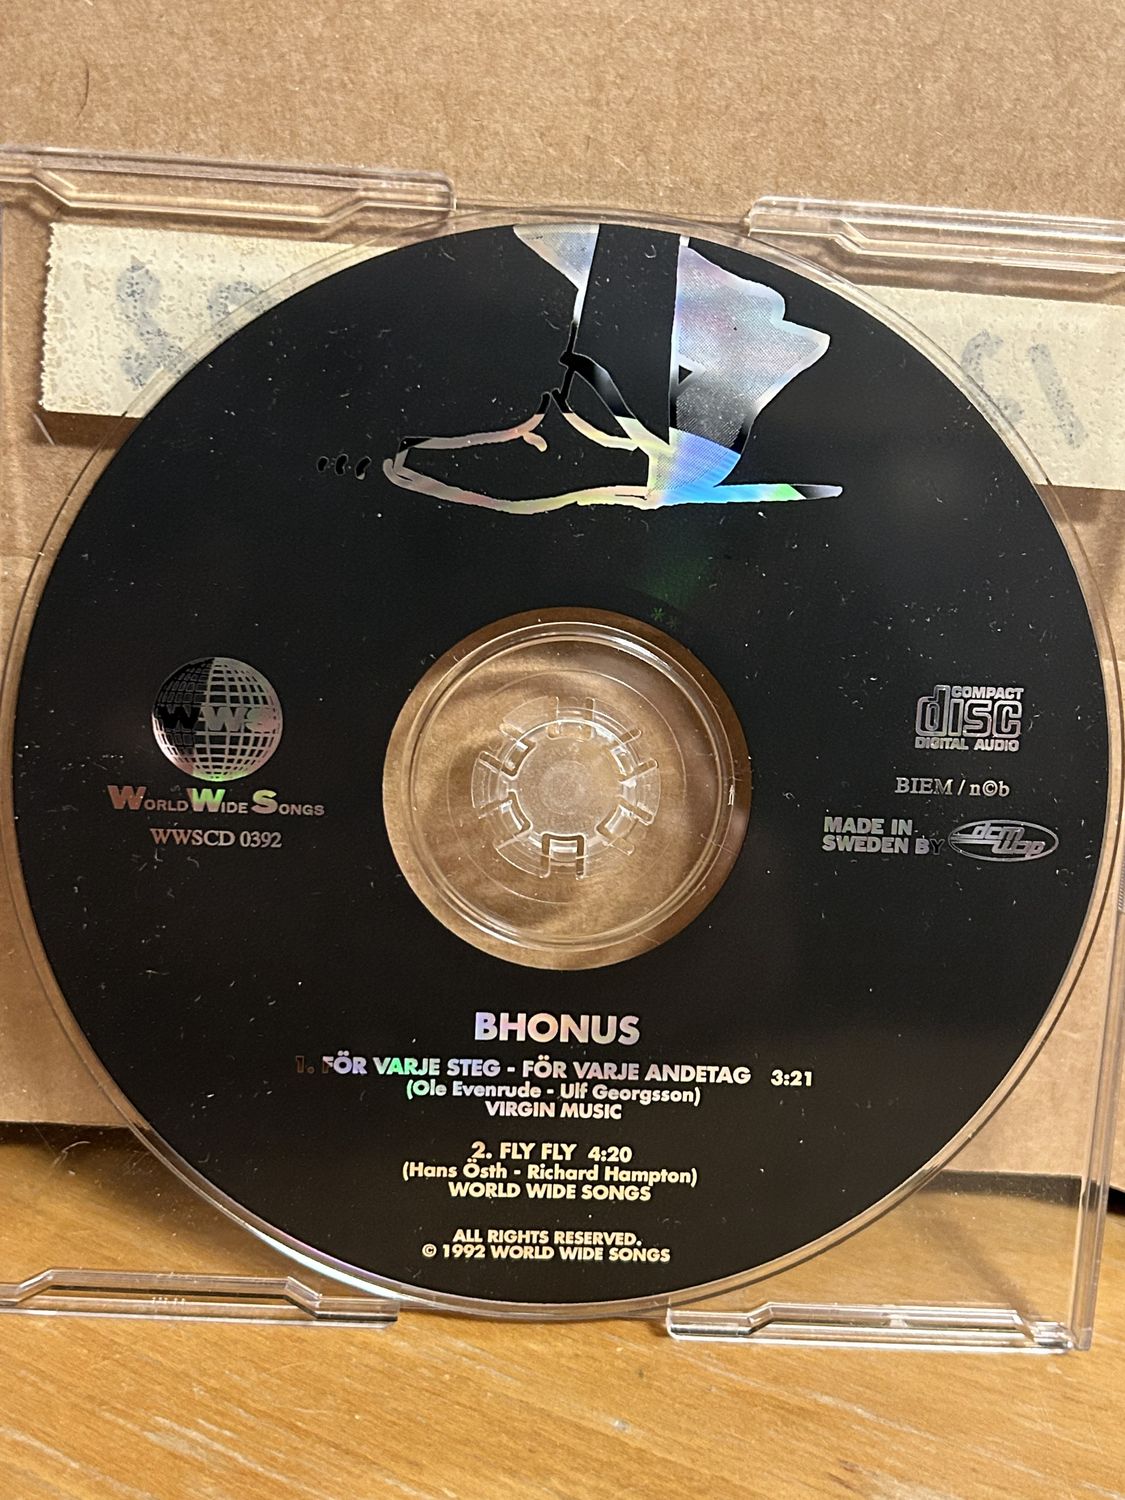 WWS
WORLD WIDE SONGS
WWSCD 0392
COMPACT
disc
DIGITAL AUDIO
BIEM / n©b
MADE IN
SWEDEN BY
BHONUS
1. FÖR VARJE STEG - FÖR VARJE ANDETAG 3:21
(Ole Evenrude - Ulf Georgsson)
VIRGIN MUSIC
2. FLY FLY 4:20
(Hans Östh - Richard Hampton)
WORLD WIDE SONGS
ALL RIGHTS RESERVED.
© 1992 WORLD WIDE SONGS